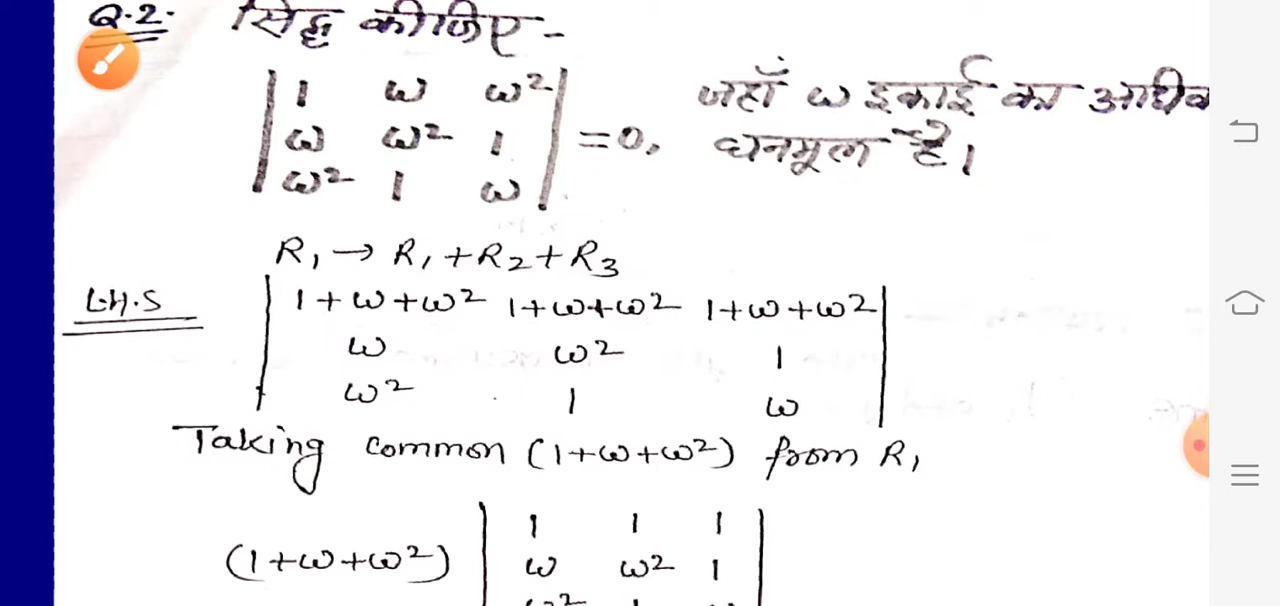 Q.2. सिद्ध कीजिए -
| 1 ω ω² |
| ω ω² 1 | = 0, जहाँ ω इकाई का
| ω² 1 ω | घनमूल है।
R₁ → R₁ + R₂ + R₃
L.H.S | 1+ω+ω² 1+ω+ω² 1+ω+ω² |
| ω ω² 1 |
| ω² 1 ω |
Taking common (1+ω+ω²) from R₁
(1+ω+ω²) | 1 1 1 |
| ω ω² 1 |